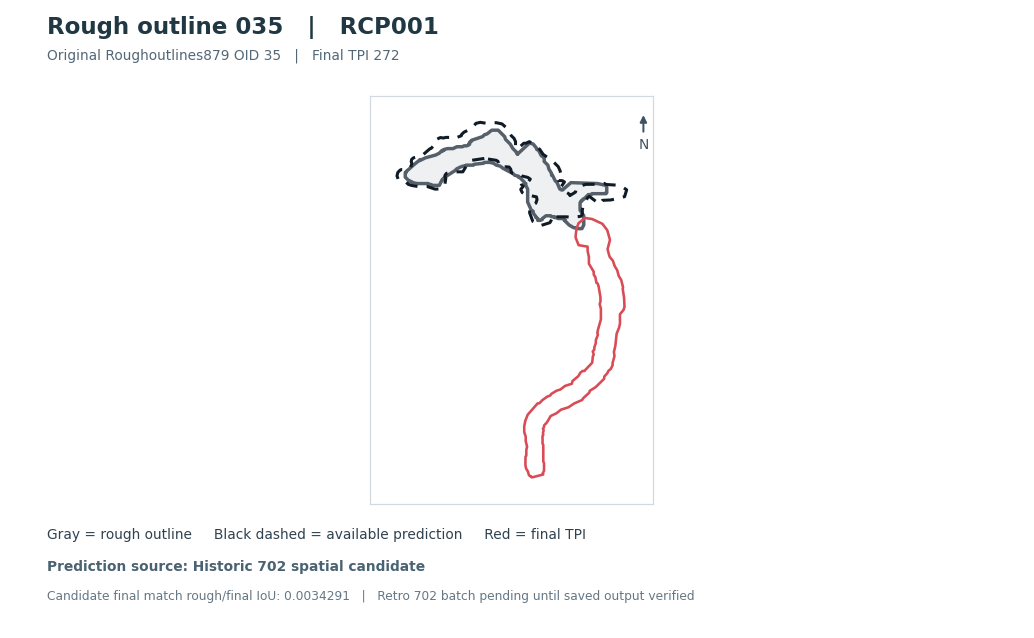 Rough outline 035 | RCP001
Original Roughoutlines879 OID 35 | Final TPI 272
N
Gray = rough outline Black dashed = available prediction Red = final TPI
Prediction source: Historic 702 spatial candidate
Candidate final match rough/final IoU: 0.0034291 | Retro 702 batch pending until saved output verified